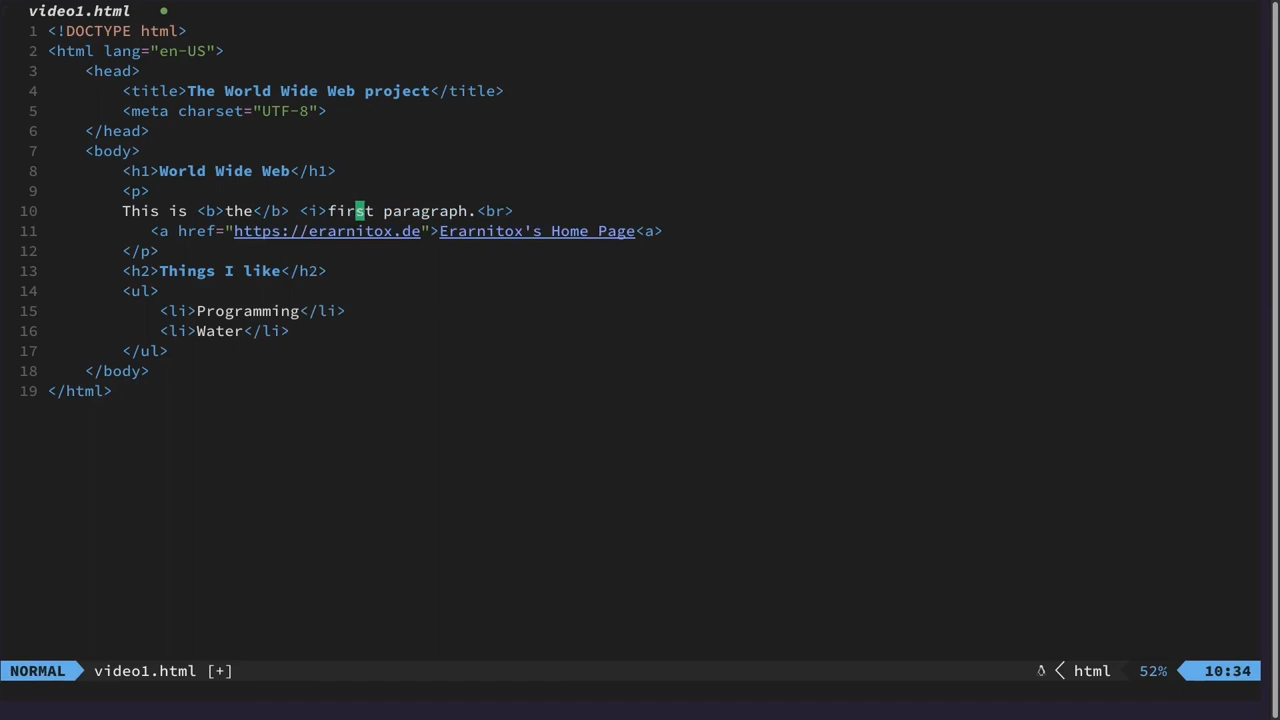 video1.html
1 <!DOCTYPE html>
2 <html lang="en-US">
3     <head>
4         <title>The World Wide Web project</title>
5         <meta charset="UTF-8">
6     </head>
7     <body>
8         <h1>World Wide Web</h1>
9         <p>
10         This is <b>the</b> <i>first paragraph.<br>
11            <a href="https://erarnitox.de">Erarnitox's Home Page<a>
12         </p>
13         <h2>Things I like</h2>
14         <ul>
15             <li>Programming</li>
16             <li>Water</li>
17         </ul>
18     </body>
19 </html>
NORMAL video1.html [+] html 52% 10:34